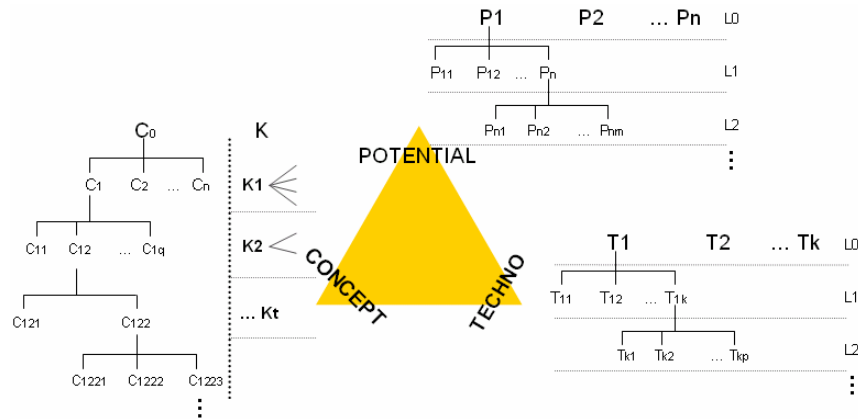 P1 P2 ... Pn L0
P11 P12 ... Pn L1
Pn1 Pn2 ... Pnm L2
⋮
C0 K
C1 C2 ... Cn K1
C11 C12 ... C1q K2
C121 C122 ... Kt
C1221 C1222 C1223
⋮
POTENTIAL
CONCEPT
TECHNO
T1 T2 ... Tk L0
T11 T12 ... T1k L1
Tk1 Tk2 ... Tkp L2
⋮